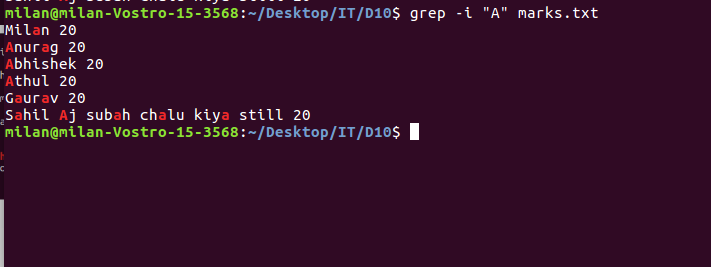 milan@milan-Vostro-15-3568:~/Desktop/IT/D10$ grep -i "A" marks.txt
Milan 20
Anurag 20
Abhishek 20
Athul 20
Gaurav 20
Sahil Aj subah chalu kiya still 20
milan@milan-Vostro-15-3568:~/Desktop/IT/D10$